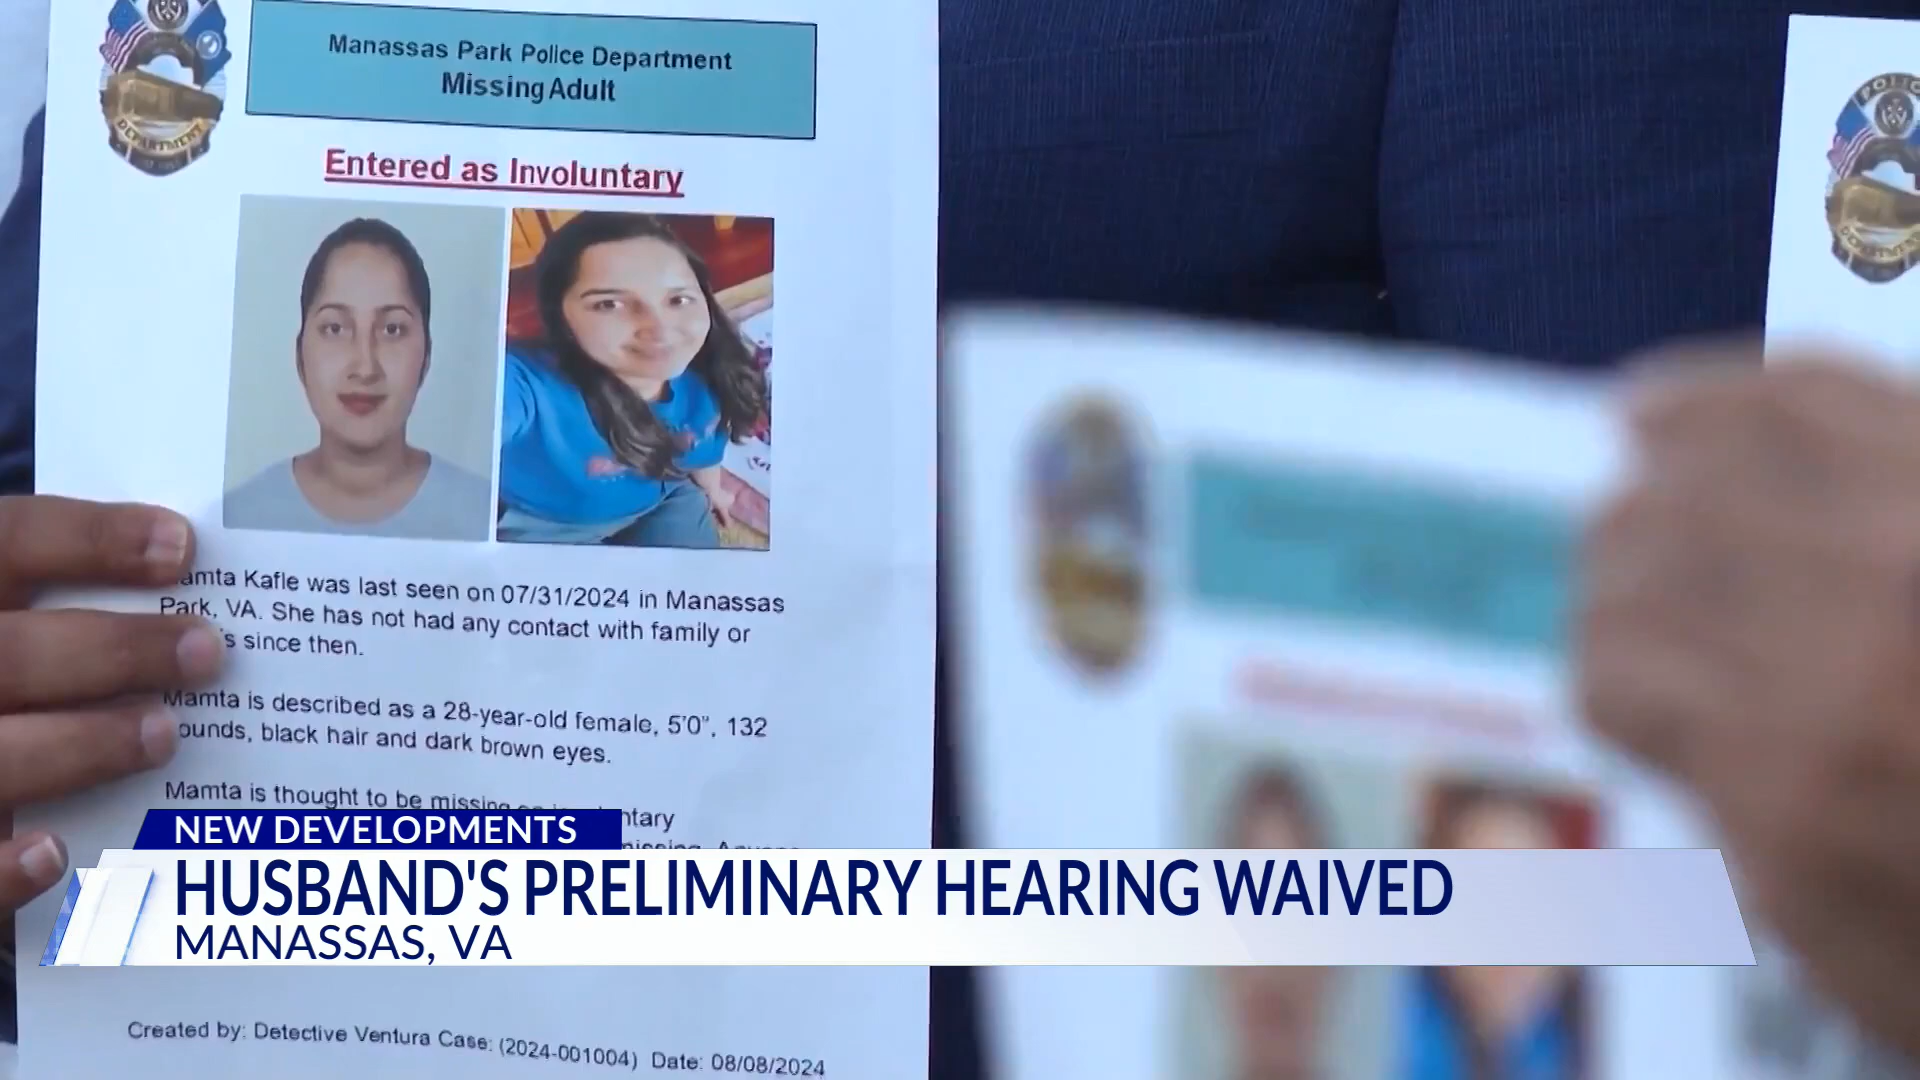 Manassas Park Police Department
Missing Adult
DEPARTMENT
Entered as Involuntary
amta Kafle was last seen on 07/31/2024 in Manassas
Park, VA. She has not had any contact with family or
s since then.
Mamta is described as a 28-year-old female, 5'0", 132
ounds, black hair and dark brown eyes.
Mamta is thought to be missing
ntary
NEW DEVELOPMENTS
HUSBAND'S PRELIMINARY HEARING WAIVED
MANASSAS, VA
Created by: Detective Ventura Case: (2024-001004) Date: 08/08/2024
POLIC
DEPARTMENT